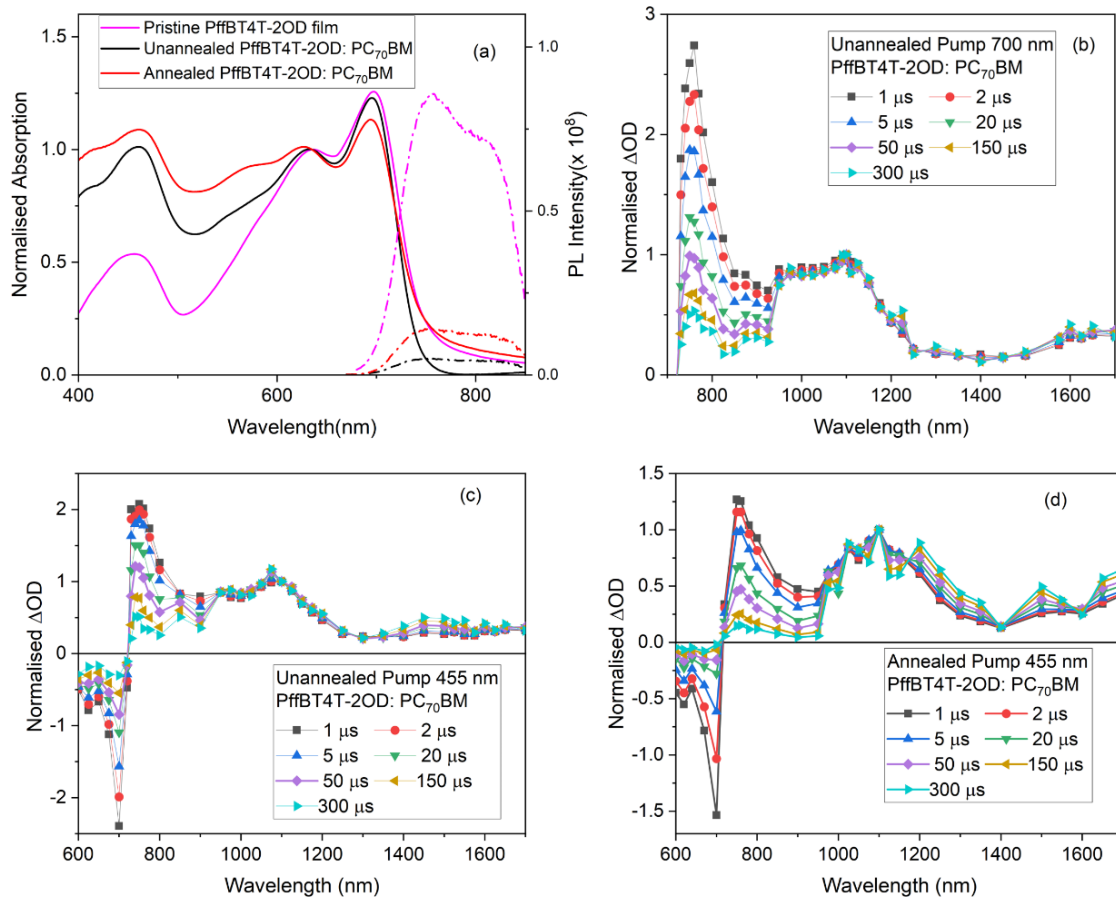 Pristine PffBT4T-2OD film
Unannealed PffBT4T-2OD: PC70BM
Annealed PffBT4T-2OD: PC70BM
(a)
1.5
1.0
0.5
0.0
Normalised Absorption
1.0
0.5
0.0
PL Intensity(x 10^8)
400
500
600
700
800
Wavelength(nm)
(b)
Unannealed Pump 700 nm
PffBT4T-2OD: PC70BM
1 μs 2 μs
5 μs 20 μs
50 μs 150 μs
300 μs
3
2
1
0
Normalised ΔOD
800 1000 1200 1400 1600
Wavelength (nm)
(c)
2
1
0
-1
-2
Normalised ΔOD
Unannealed Pump 455 nm
PffBT4T-2OD: PC70BM
1 μs 2 μs
5 μs 20 μs
50 μs 150 μs
300 μs
600 800 1000 1200 1400 1600
Wavelength (nm)
(d)
1.5
1.0
0.5
0.0
-0.5
-1.0
-1.5
Normalised ΔOD
Annealed Pump 455 nm
PffBT4T-2OD: PC70BM
1 μs 2 μs
5 μs 20 μs
50 μs 150 μs
300 μs
600 800 1000 1200 1400 1600
Wavelength (nm)